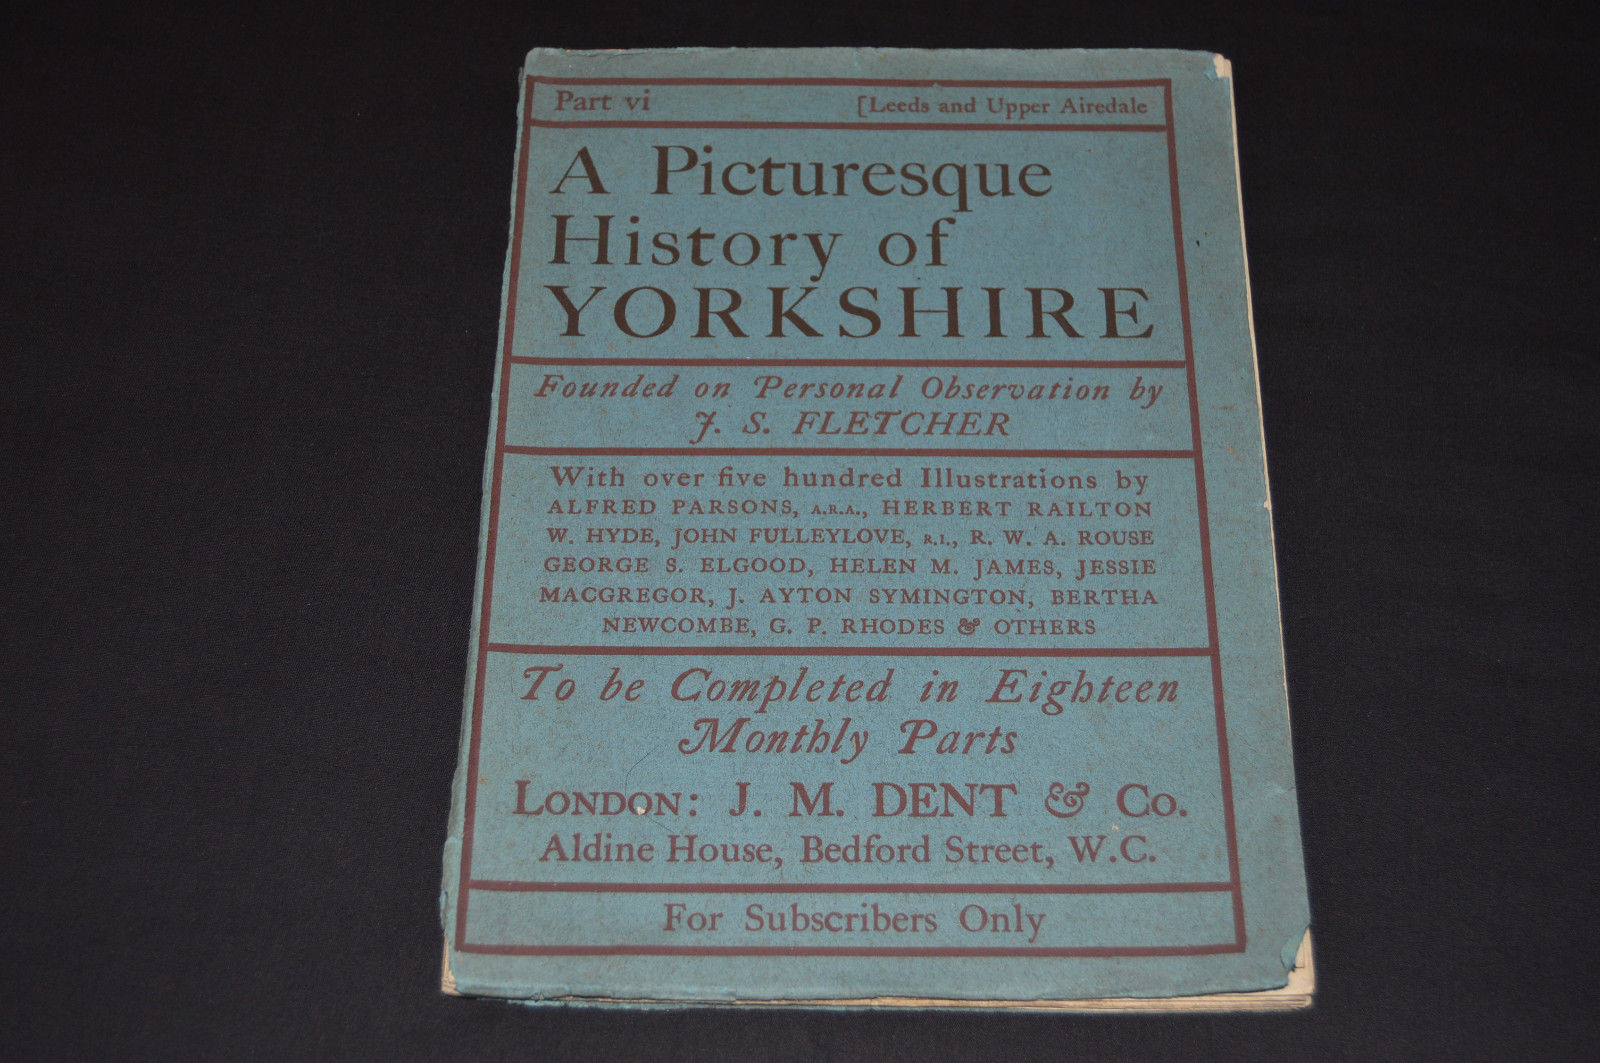 Part vi [Leeds and Upper Airedale
A Picturesque
History of
YORKSHIRE
Founded on Personal Observation by
J. S. FLETCHER
With over five hundred Illustrations by
ALFRED PARSONS, A.R.A., HERBERT RAILTON
W. HYDE, JOHN FULLEYLOVE, R.I., R. W. A. ROUSE
GEORGE S. ELGOOD, HELEN M. JAMES, JESSIE
MACGREGOR, J. AYTON SYMINGTON, BERTHA
NEWCOMBE, G. P. RHODES & OTHERS
To be Completed in Eighteen
Monthly Parts
LONDON: J. M. DENT & Co.
Aldine House, Bedford Street, W.C.
For Subscribers Only